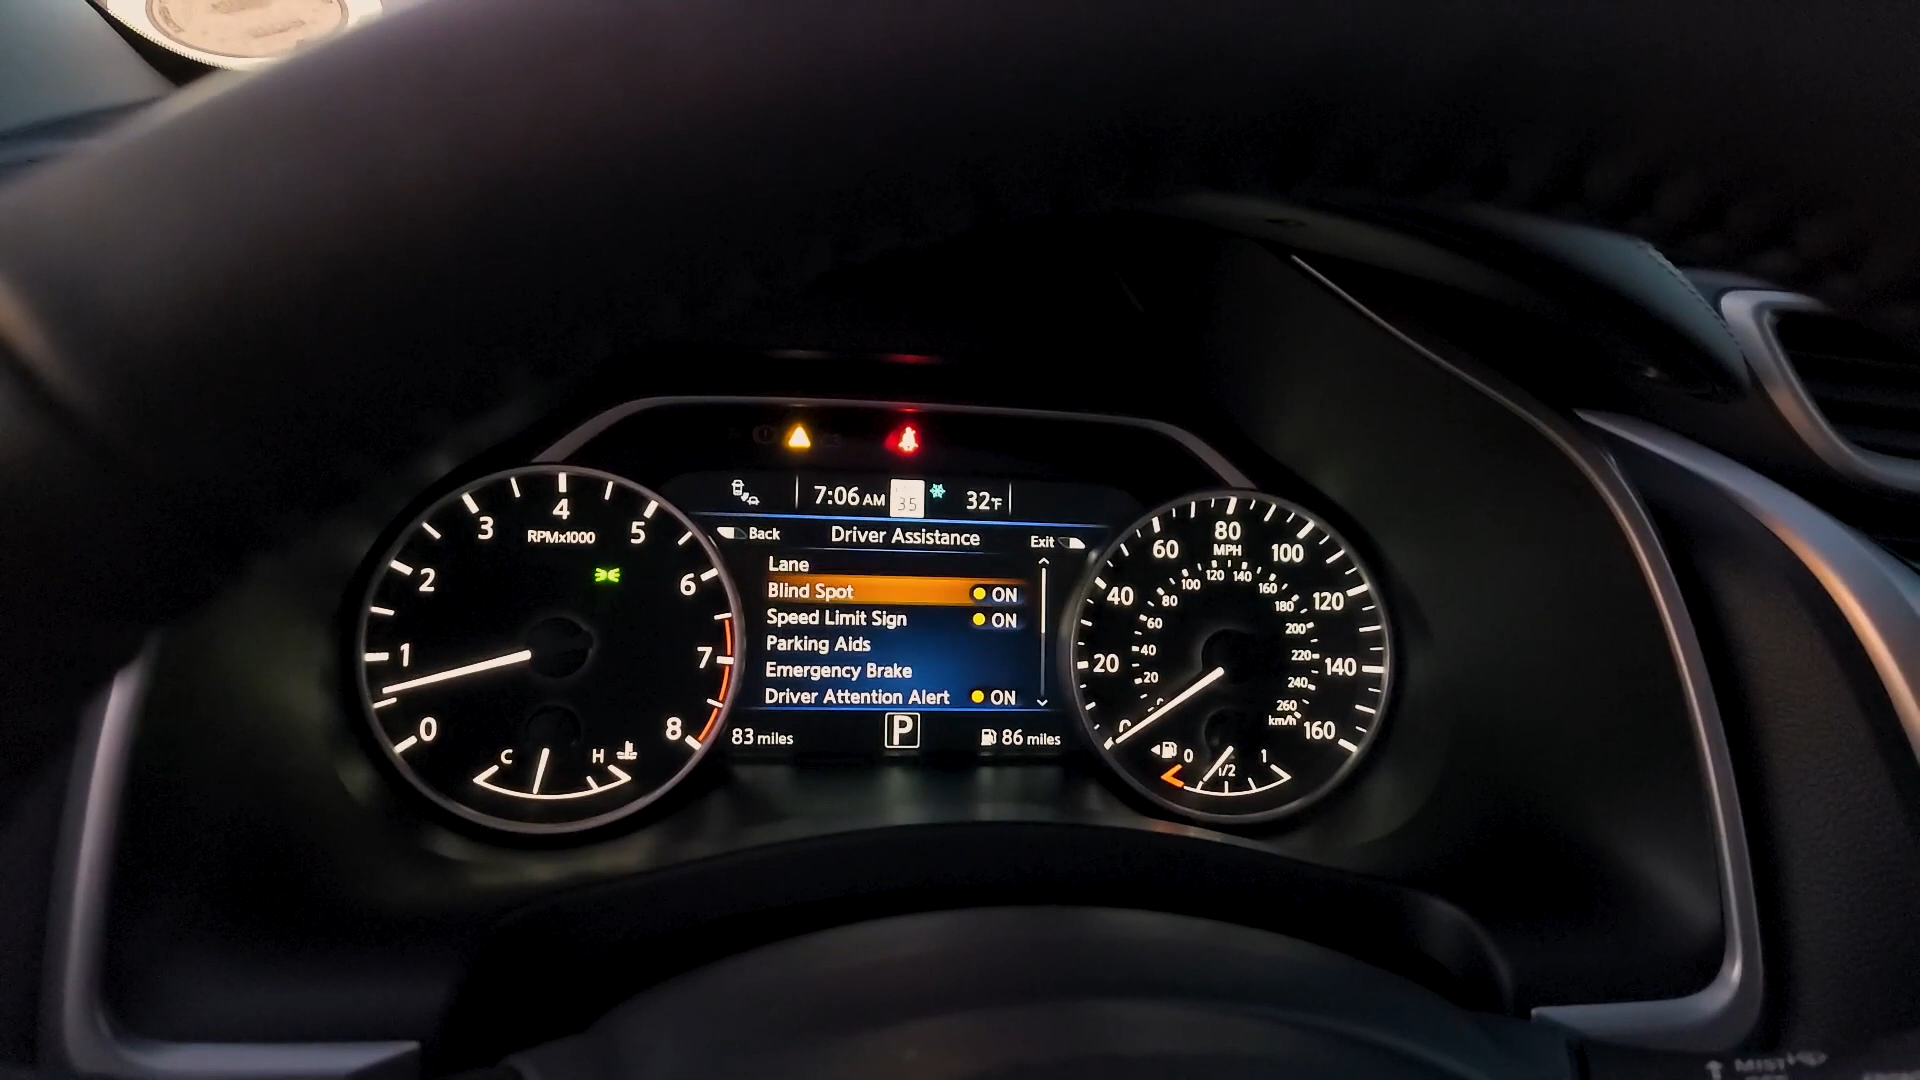 7:06 AM 35 32°F
Back Driver Assistance Exit
Lane
Blind Spot ON
Speed Limit Sign ON
Parking Aids
Emergency Brake
Driver Attention Alert ON
83 miles P 86 miles
RPMx1000
0 1 2 3 4 5 6 7 8
C H
MPH
0 20 40 60 80 100 120 140 160
20 40 60 80 100 120 140 160 180 200 220 240 260
km/h
0 1/2 1
MIST